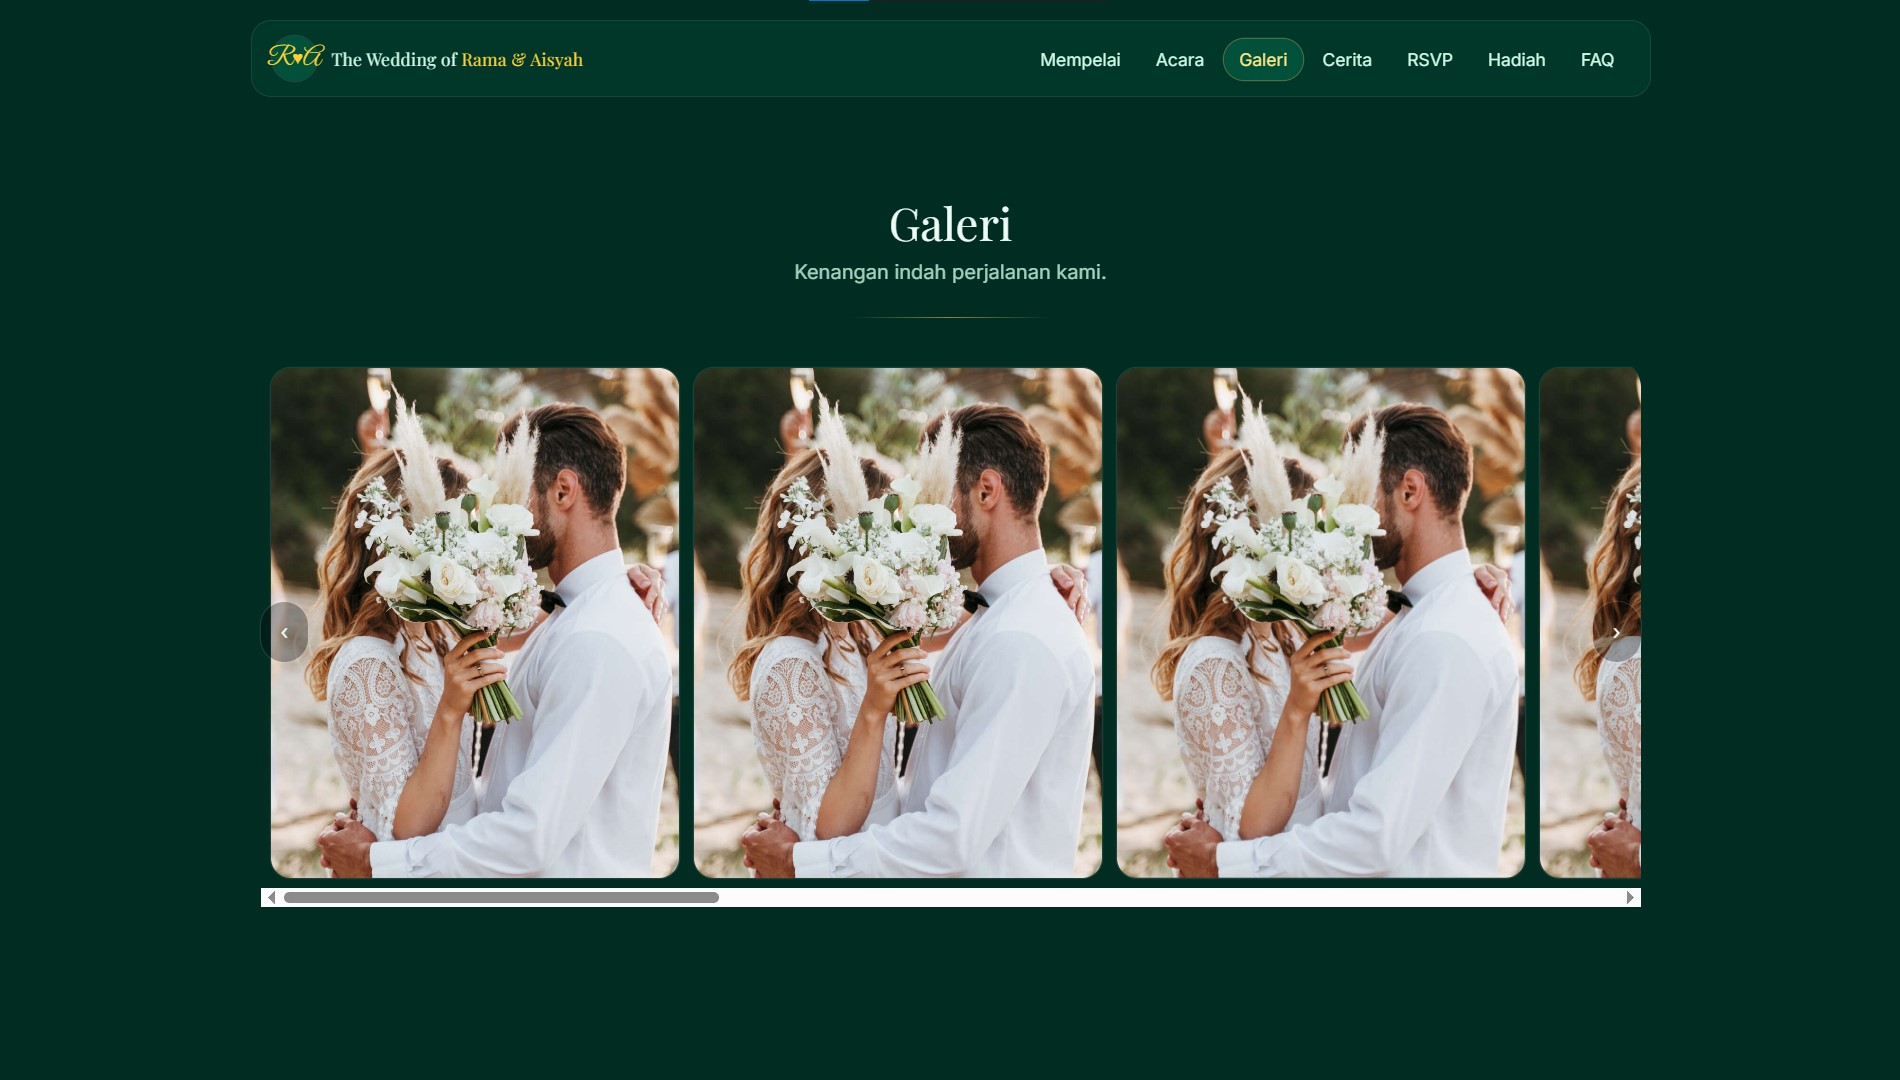 R♥A The Wedding of Rama & Aisyah
Mempelai Acara Galeri Cerita RSVP Hadiah FAQ
Galeri
Kenangan indah perjalanan kami.
‹ ›